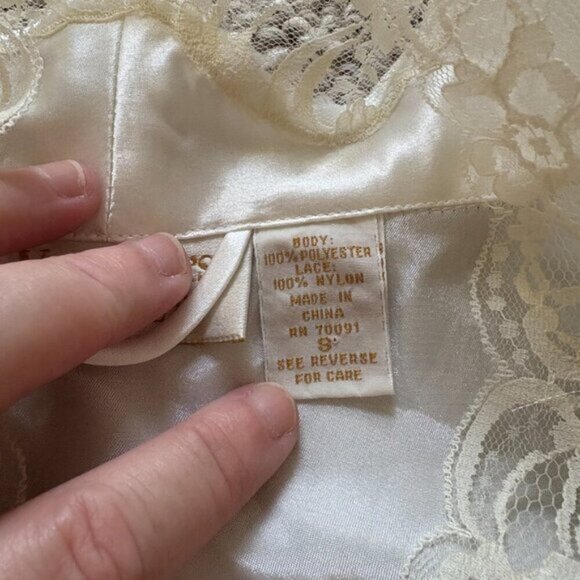 BODY:
100% POLYESTER
LACE:
100% NYLON
MADE IN
CHINA
RN 70091
SEE REVERSE
FOR CARE